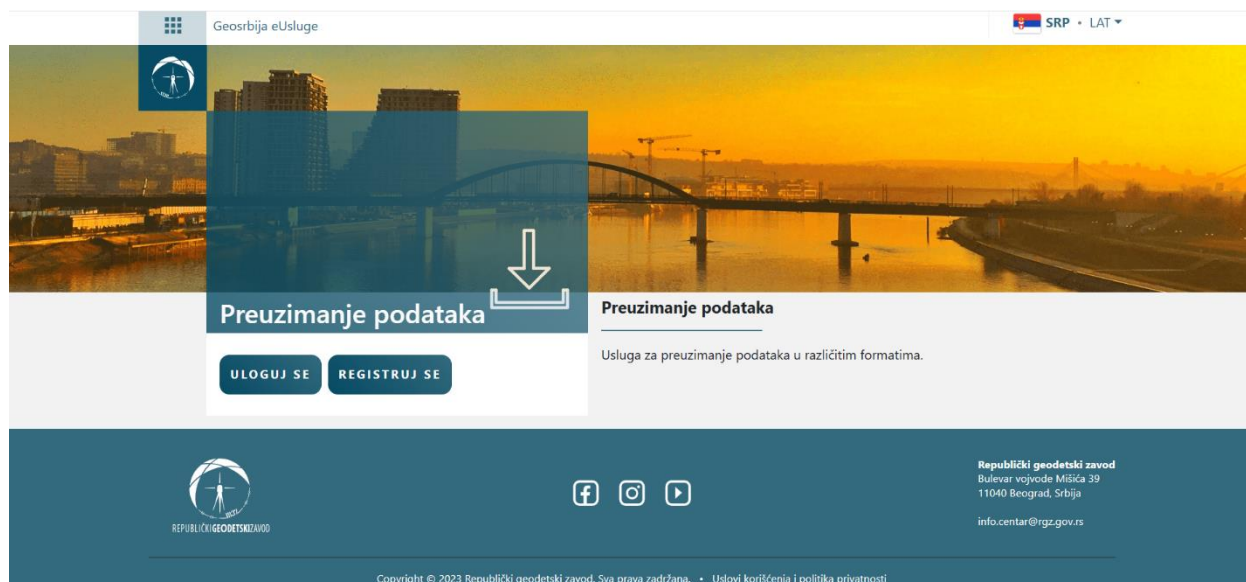 Geosrbija eUsluge
SRP • LAT
Preuzimanje podataka
ULOGUJ SE
REGISTRUJ SE
Preuzimanje podataka
Usluga za preuzimanje podataka u različitim formatima.
REPUBLIČKIGEODETSKIZAVOD
Republički geodetski zavod
Bulevar vojvode Mišića 39
11040 Beograd, Srbija
info.centar@rgz.gov.rs
Copyright © 2023 Republički geodetski zavod. Sva prava zadržana. • Uslovi korišćenja i politika privatnosti